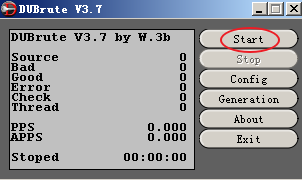 DUBrute V3.7
DUBrute V3.7 by W.3b
Source 0
Bad 0
Good 0
Error 0
Check 0
Thread 0
PPS 0.000
APPS 0.000
Stoped 00:00:00
Start
Stop
Config
Generation
About
Exit